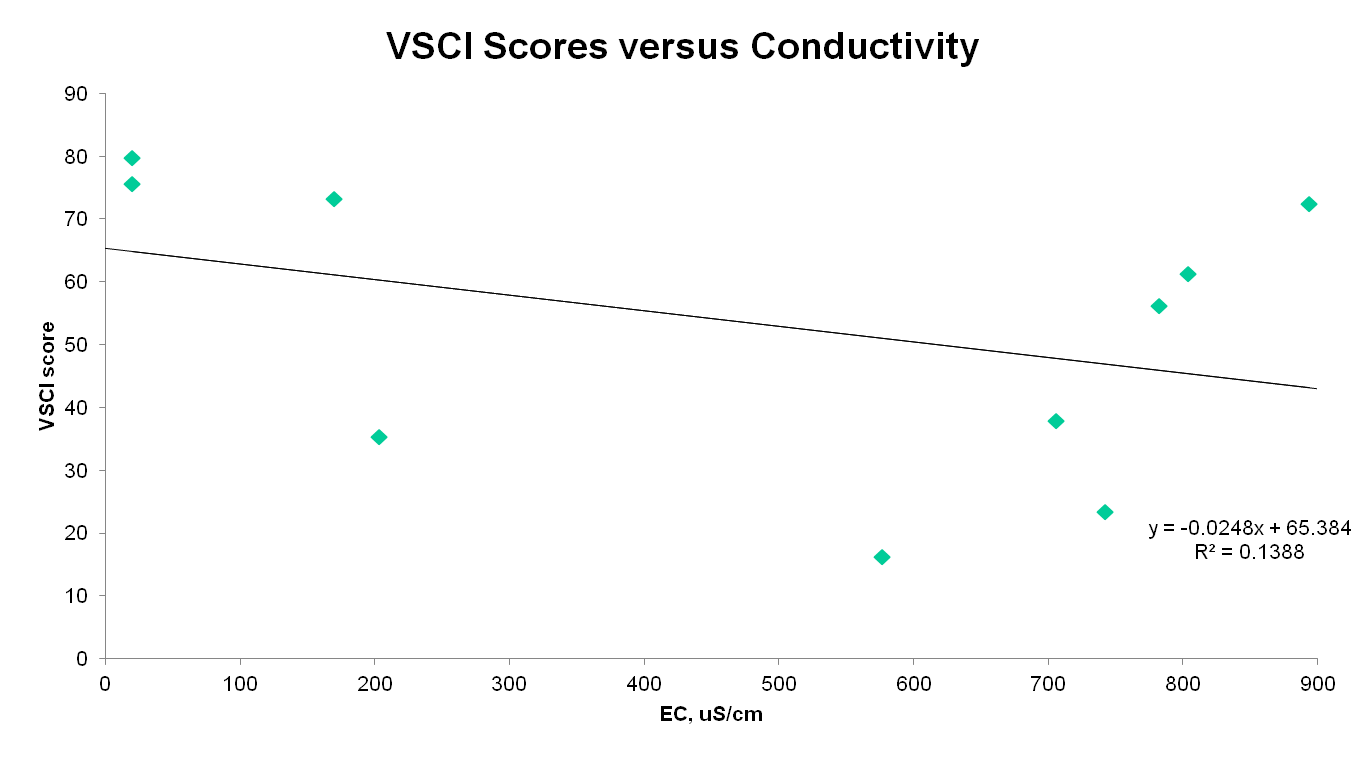 VSCI Scores versus Conductivity
90
80
70
60
50
40
30
20
10
0
VSCI score
y = -0.0248x + 65.384
R² = 0.1388
0 100 200 300 400 500 600 700 800 900
EC, uS/cm